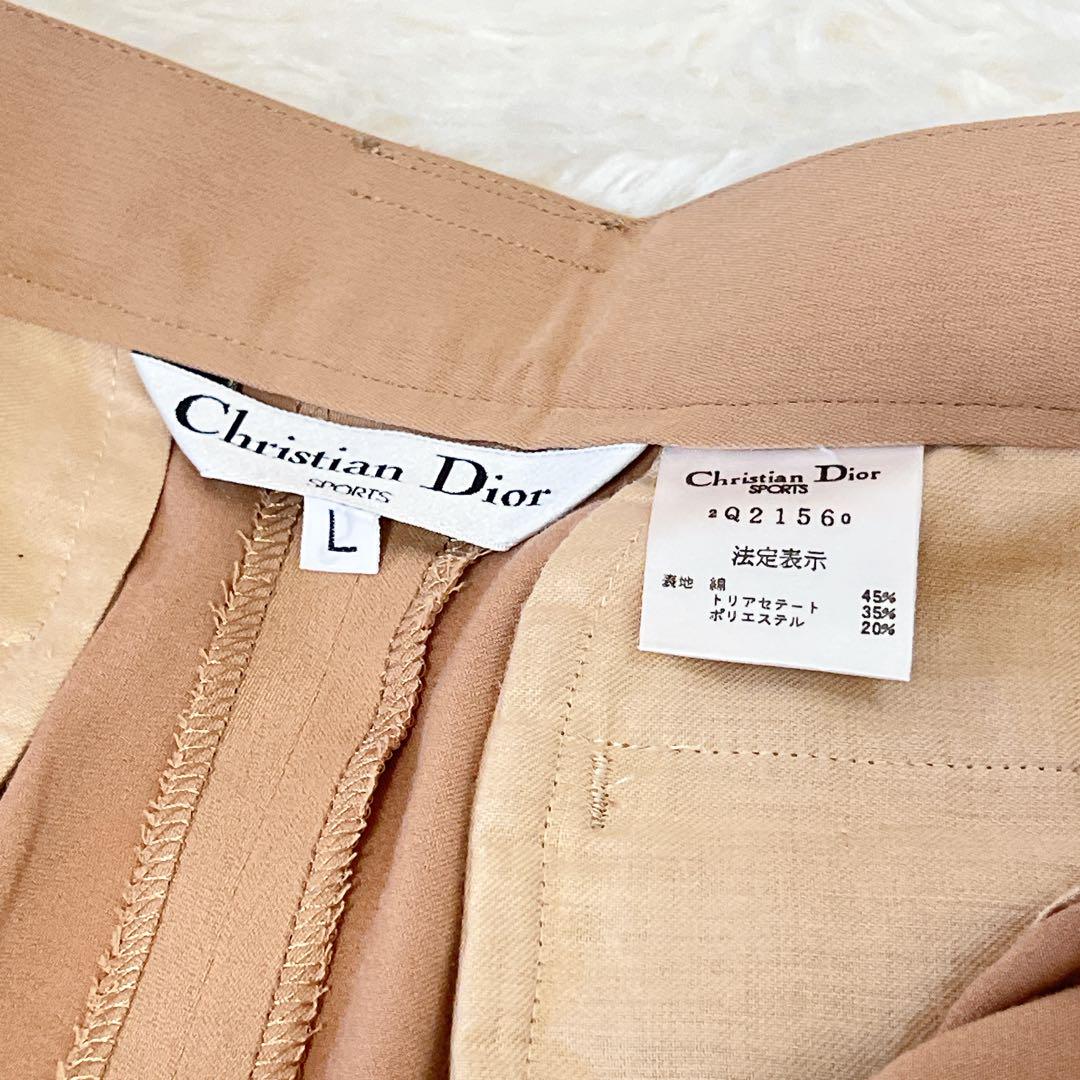 Christian Dior
SPORTS
L
Christian Dior
SPORTS
2Q21560
法定表示
表地 綿 45%
トリアセテート 35%
ポリエステル 20%